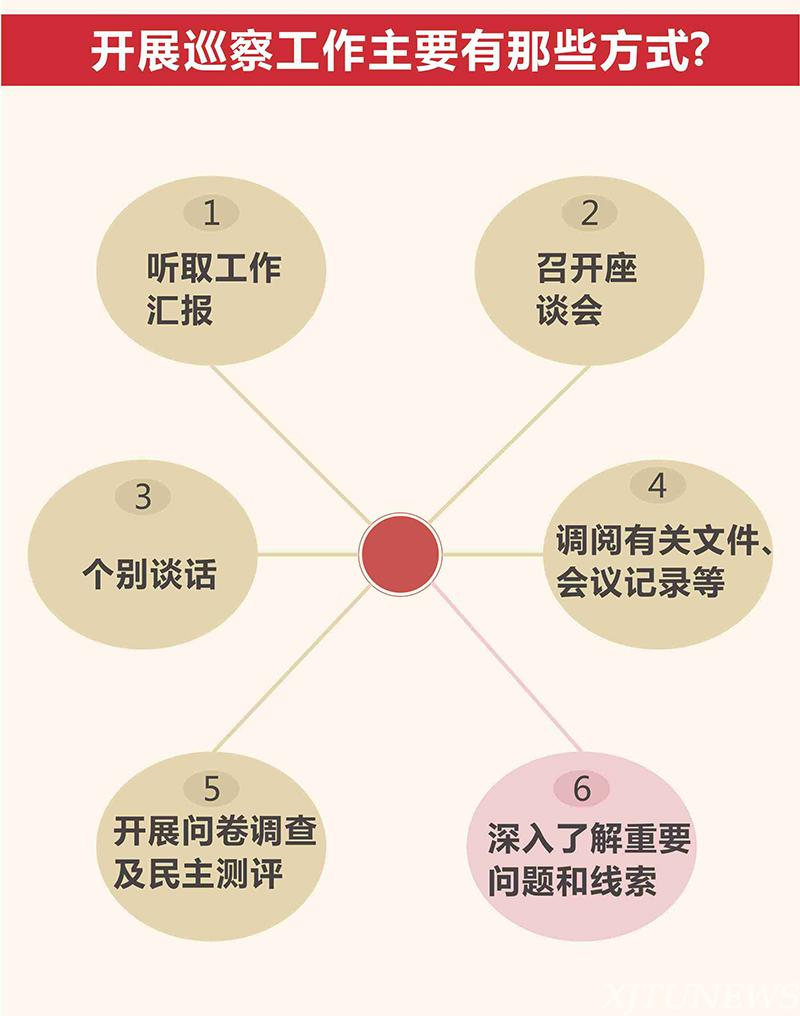 开展巡察工作主要有那些方式?
1
听取工作
汇报
2
召开座
谈会
3
个别谈话
4
调阅有关文件、
会议记录等
5
开展问卷调查
及民主测评
6
深入了解重要
问题和线索
XJTUNEWS